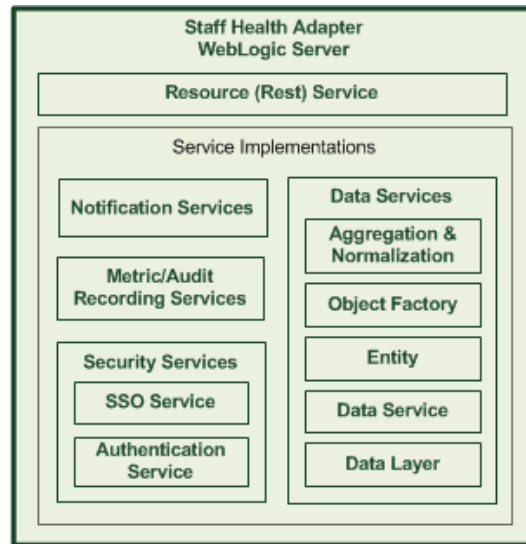 Staff Health Adapter
WebLogic Server
Resource (Rest) Service
Service Implementations
Notification Services
Metric/Audit
Recording Services
Security Services
SSO Service
Authentication
Service
Data Services
Aggregation &
Normalization
Object Factory
Entity
Data Service
Data Layer